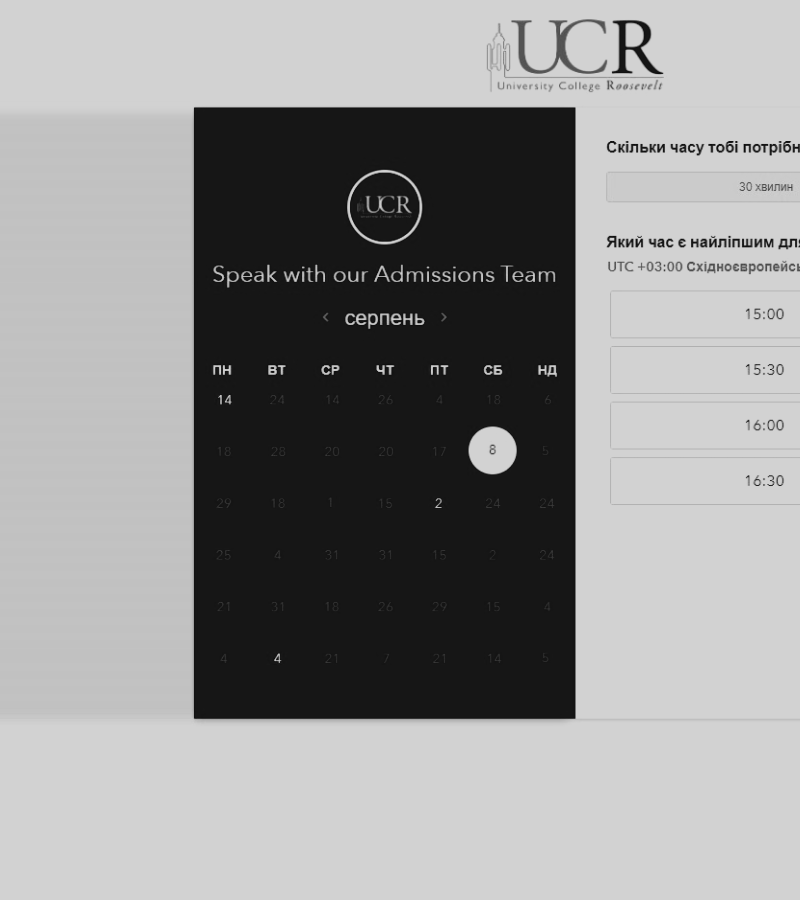 UCR
University College Roosevelt
UCR
Speak with our Admissions Team
‹ серпень ›
ПН ВТ СР ЧТ ПТ СБ НД
14 24 14 26 4 18 6
18 28 20 20 17 8 5
29 18 1 15 2 24 24
25 4 31 31 15 2 24
21 31 18 26 29 15 4
4 4 21 7 21 14 5
Скільки часу тобі потрібн
30 хвилин
Який час є найліпшим для
UTC +03:00 Східноєвропейсь
15:00
15:30
16:00
16:30